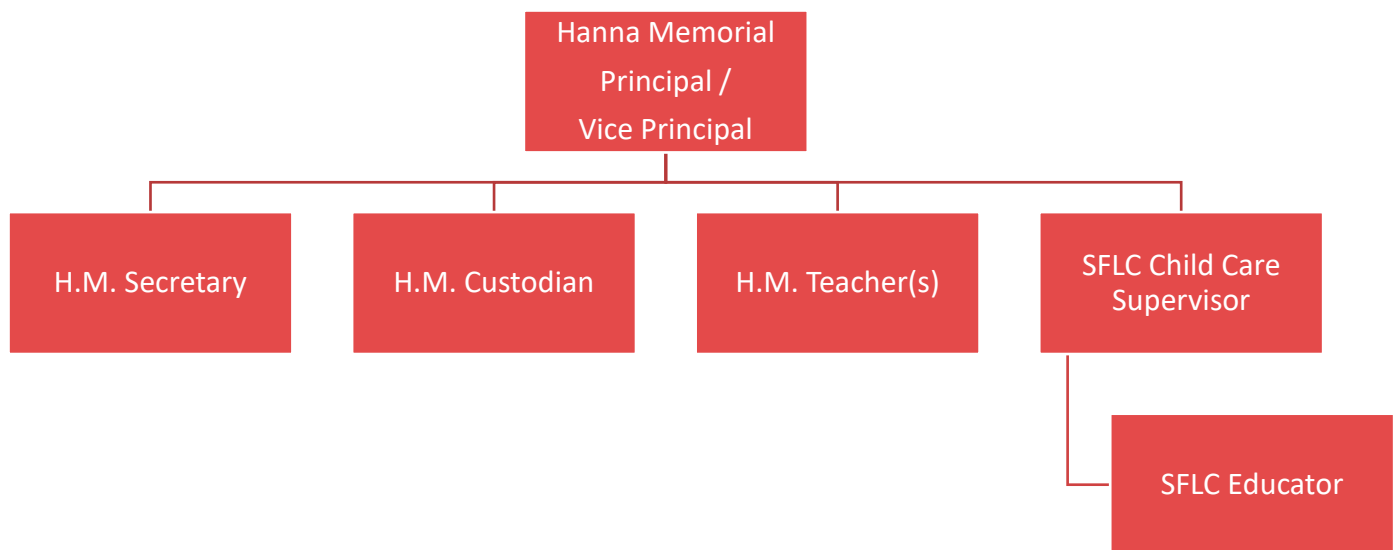 Hanna Memorial
Principal /
Vice Principal
H.M. Secretary
H.M. Custodian
H.M. Teacher(s)
SFLC Child Care
Supervisor
SFLC Educator